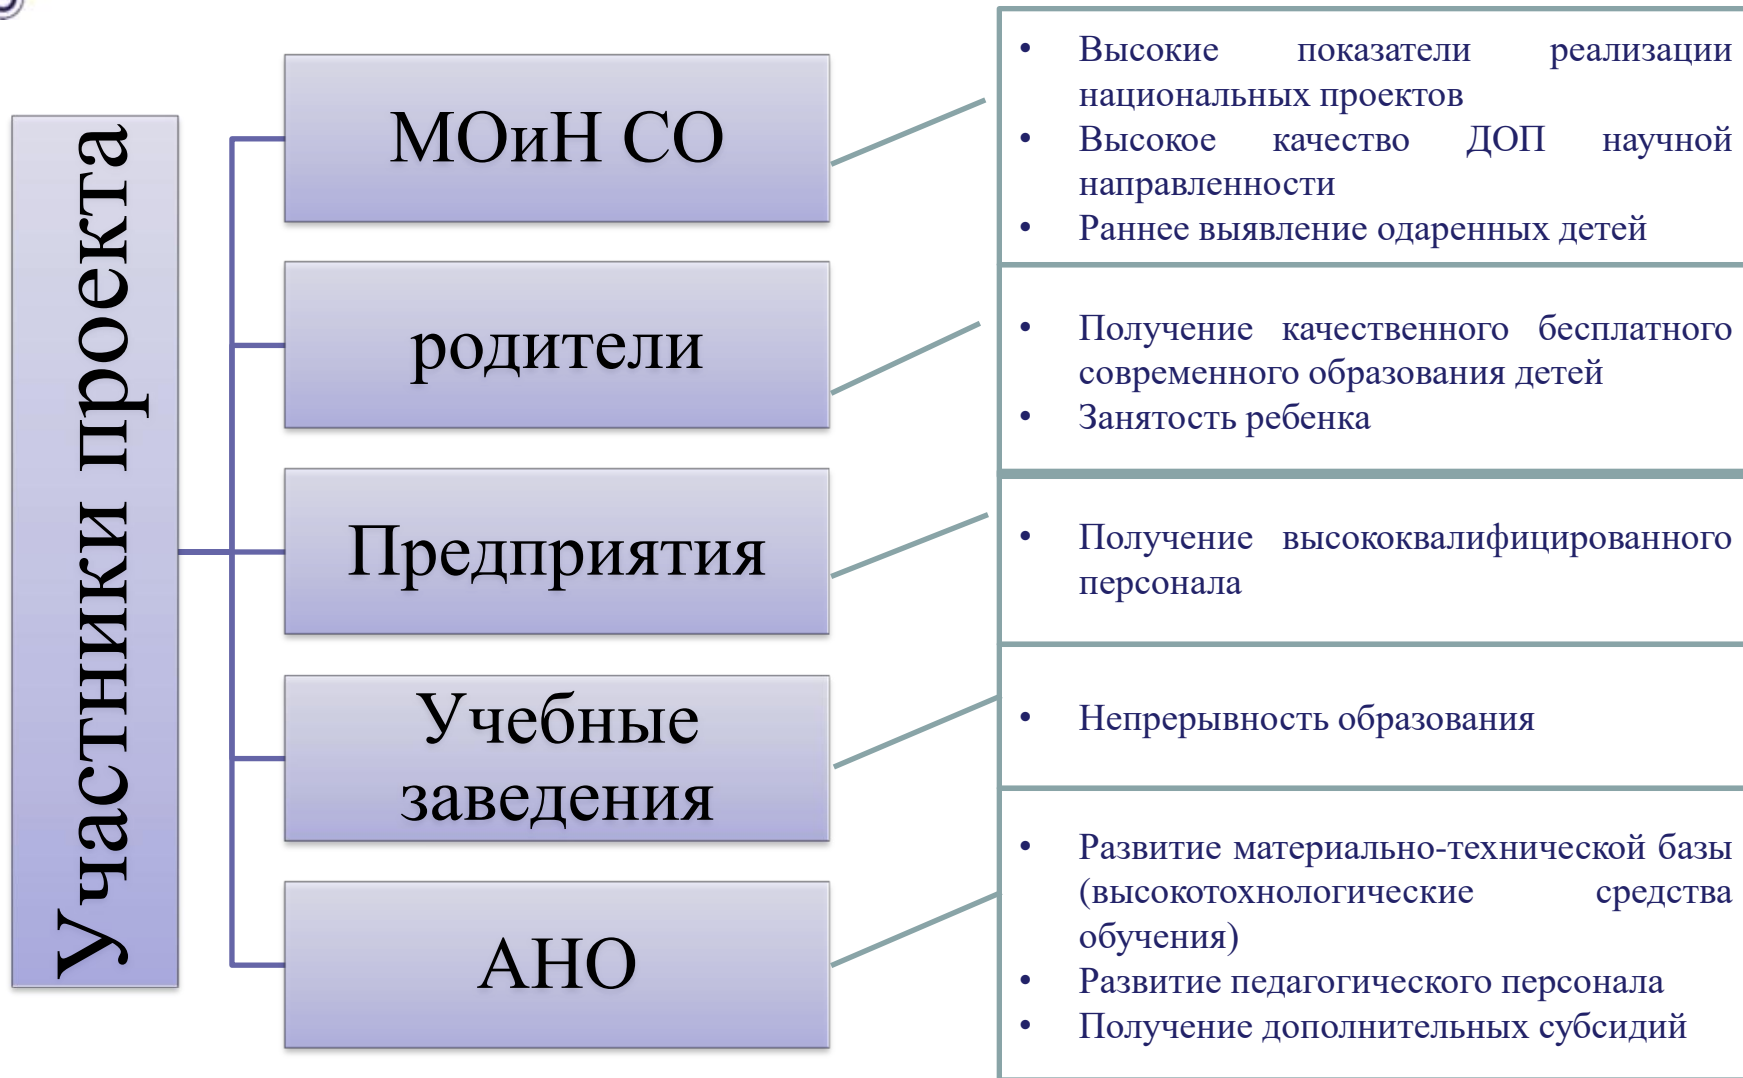 Участники проекта
МОиН СО
Высокие показатели реализации
национальных проектов
Высокое качество ДОП научной
направленности
Раннее выявление одаренных детей
родители
Получение качественного бесплатного
современного образования детей
Занятость ребенка
Предприятия
Получение высококвалифицированного
персонала
Учебные
заведения
Непрерывность образования
АНО
Развитие материально-технической базы
(высокотохнологические средства
обучения)
Развитие педагогического персонала
Получение дополнительных субсидий